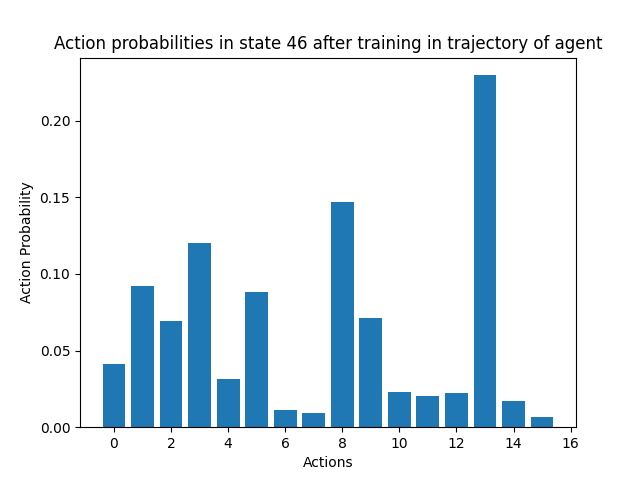 Action probabilities in state 46 after training in trajectory of agent
Action Probability
0.20
0.15
0.10
0.05
0.00
0 2 4 6 8 10 12 14 16
Actions